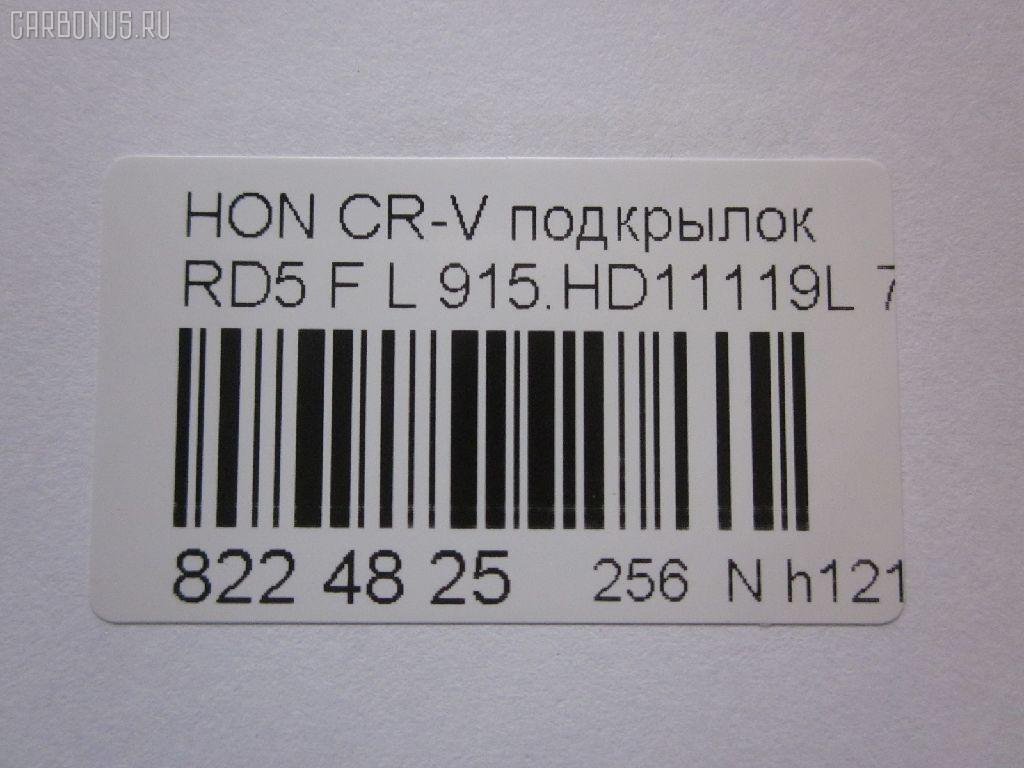 CARBONUS.RU
HON CR-V подкрылок
RD5 F L 915.HD11119L 7
822 48 25 256 N h121